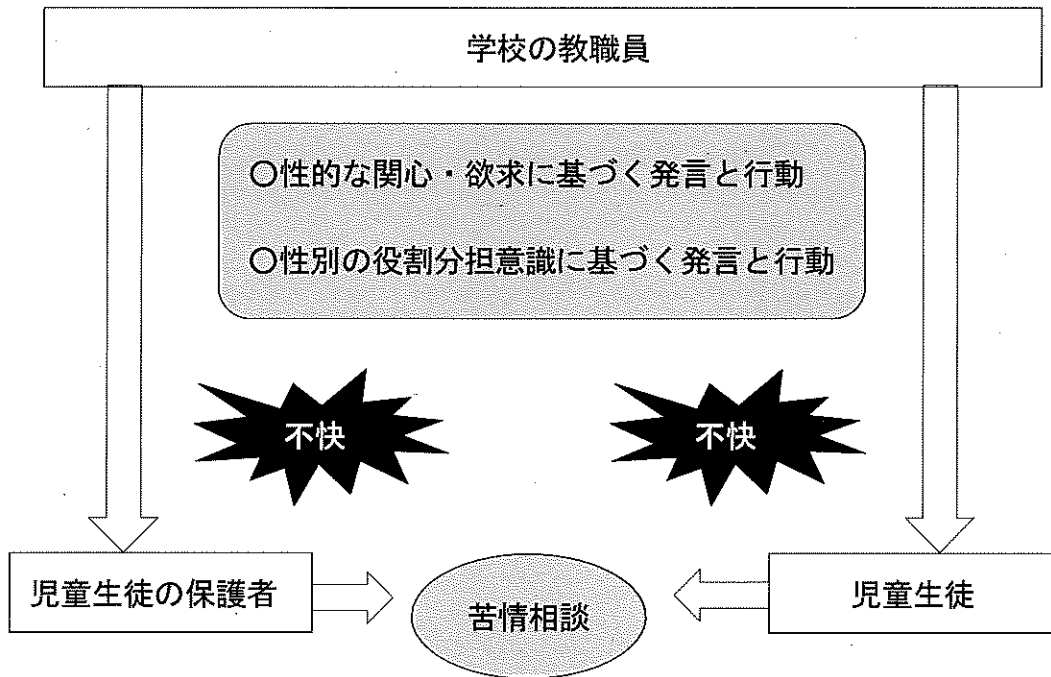 学校の教職員
○性的な関心・欲求に基づく発言と行動
○性別の役割分担意識に基づく発言と行動
不快
不快
児童生徒の保護者
苦情相談
児童生徒